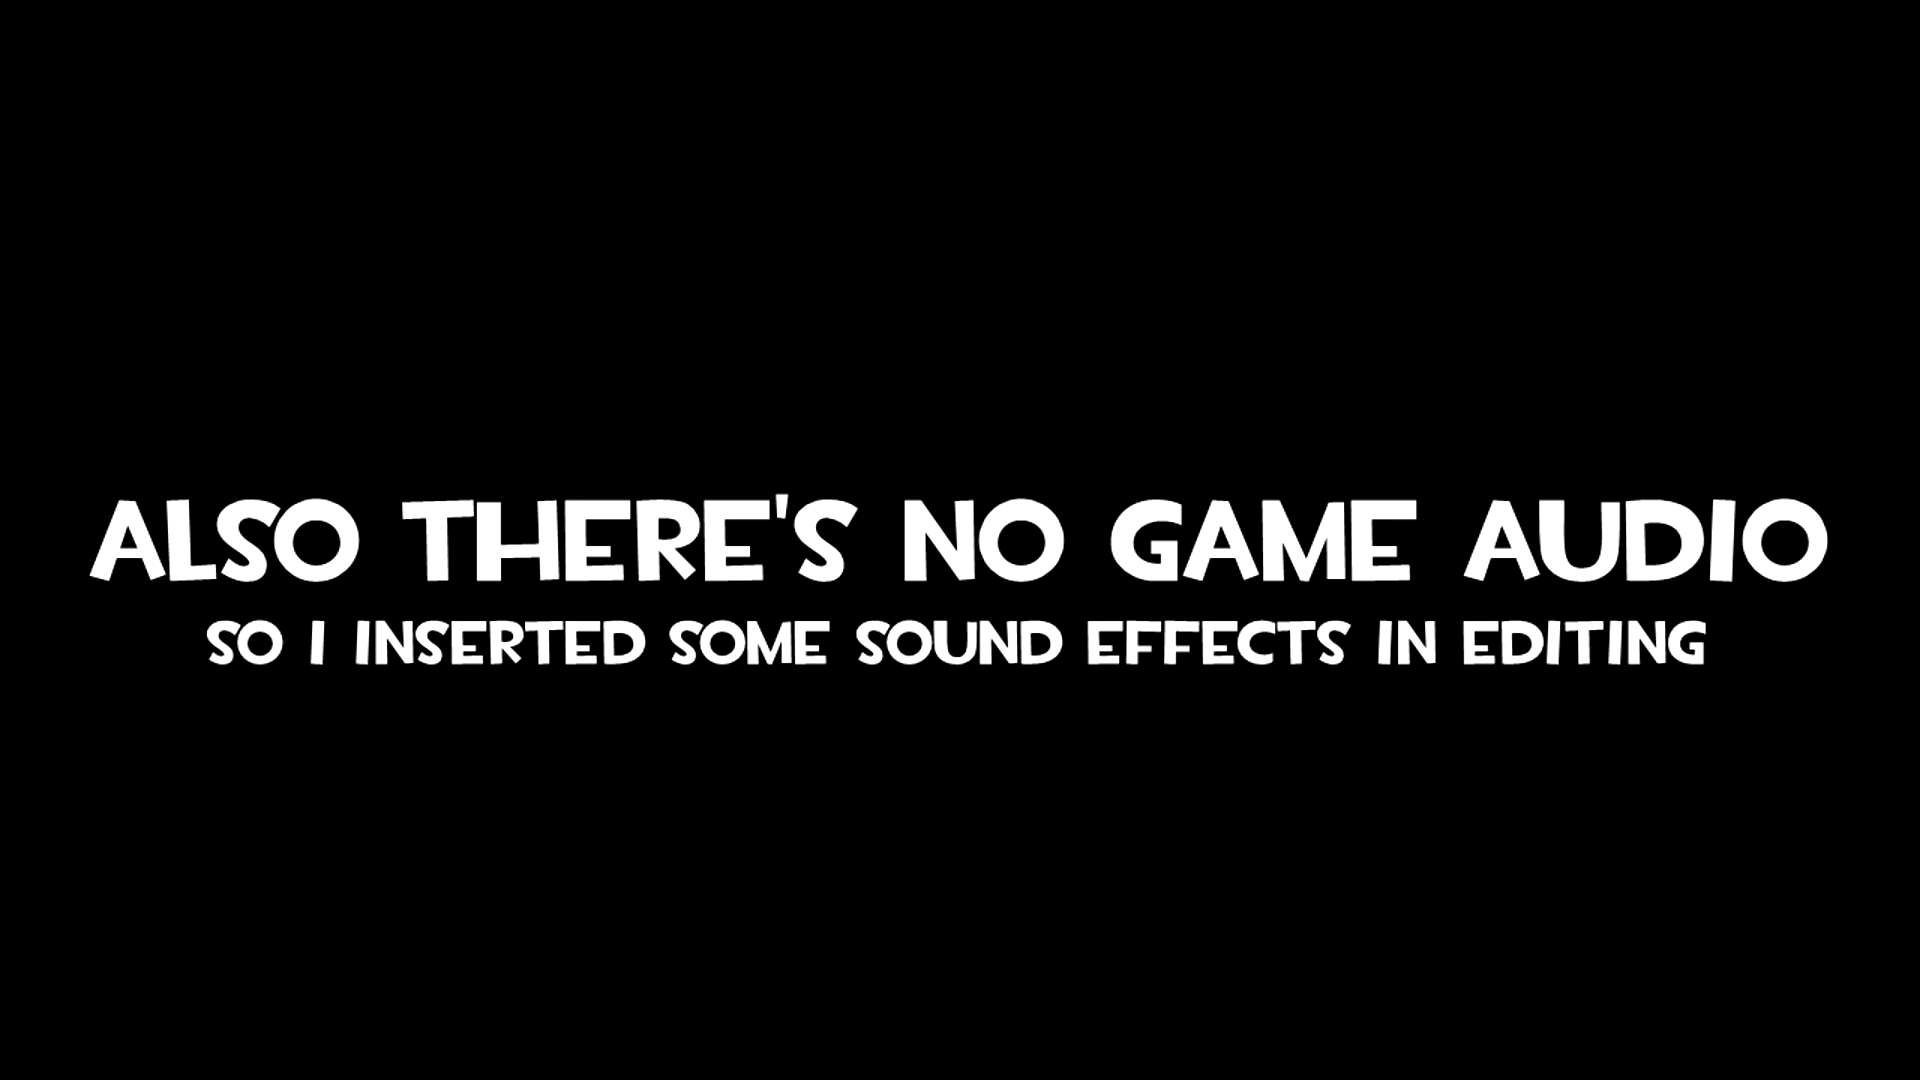 ALSO THERE'S NO GAME AUDIO
SO I INSERTED SOME SOUND EFFECTS IN EDITING